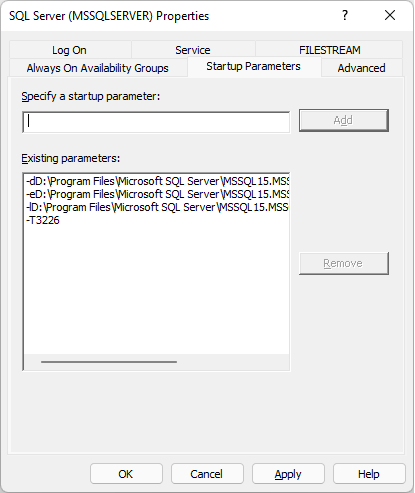 SQL Server (MSSQLSERVER) Properties ? ×
Log On Service FILESTREAM
Always On Availability Groups Startup Parameters Advanced
Specify a startup parameter:
Add
Existing parameters:
-dD:\Program Files\Microsoft SQL Server\MSSQL15.MSS
-eD:\Program Files\Microsoft SQL Server\MSSQL15.MSS
-lD:\Program Files\Microsoft SQL Server\MSSQL15.MSS
-T3226
Remove
OK Cancel Apply Help